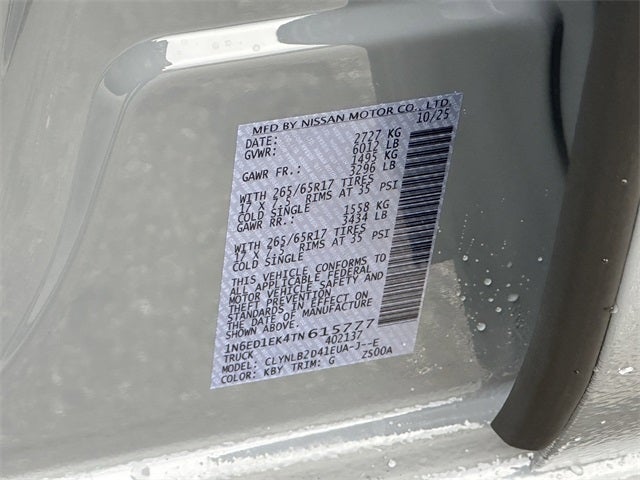 MFD BY NISSAN MOTOR CO., LTD.
DATE: 10/25
GVWR: 2727 KG
6012 LB
GAWR FR.: 1495 KG
3296 LB
WITH 265/65R17 TIRES
17 X 7.5 RIMS AT 35 PSI
COLD SINGLE
GAWR RR.: 1558 KG
3434 LB
WITH 265/65R17 TIRES
17 X 7.5 RIMS AT 35 PSI
COLD SINGLE
THIS VEHICLE CONFORMS TO
ALL APPLICABLE FEDERAL
MOTOR VEHICLE SAFETY AND
THEFT PREVENTION
STANDARDS IN EFFECT ON
THE DATE OF MANUFACTURE
SHOWN ABOVE.
1N6ED1EK4TN615777
TRUCK 402137
MODEL: CLYNLB2D41EUA-J--E
COLOR: KBY TRIM: G ZS00A